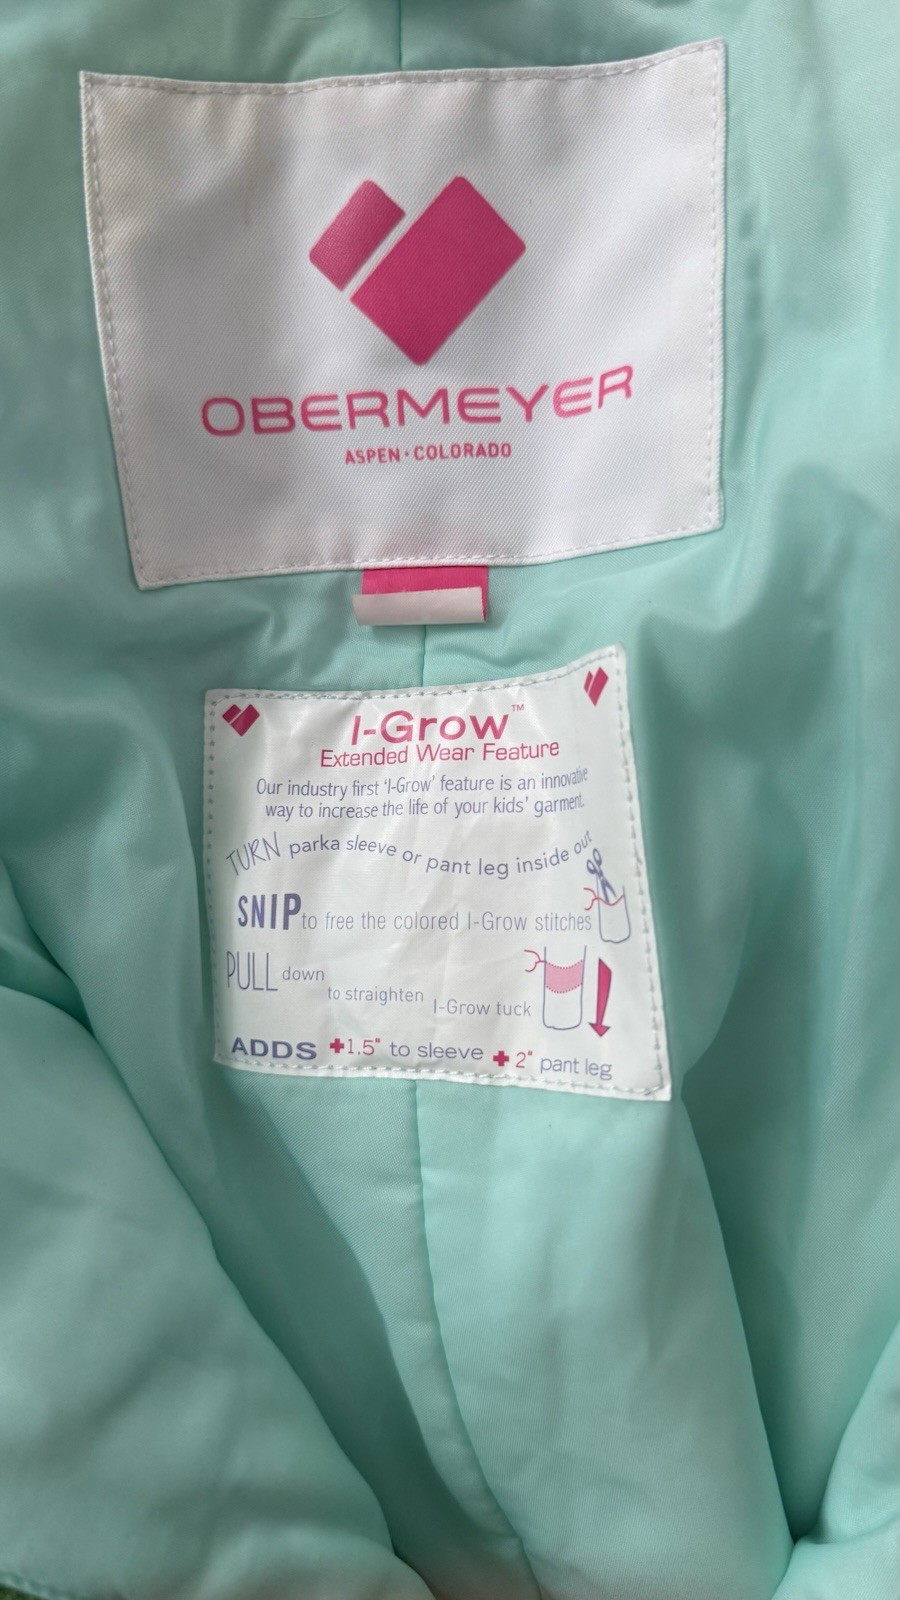 OBERMEYER
ASPEN • COLORADO
I-Grow™
Extended Wear Feature
Our industry first 'I-Grow' feature is an innovative
way to increase the life of your kids' garment.
TURN parka sleeve or pant leg inside out
SNIP to free the colored I-Grow stitches
PULL down to straighten I-Grow tuck
ADDS +1.5" to sleeve + 2" pant leg